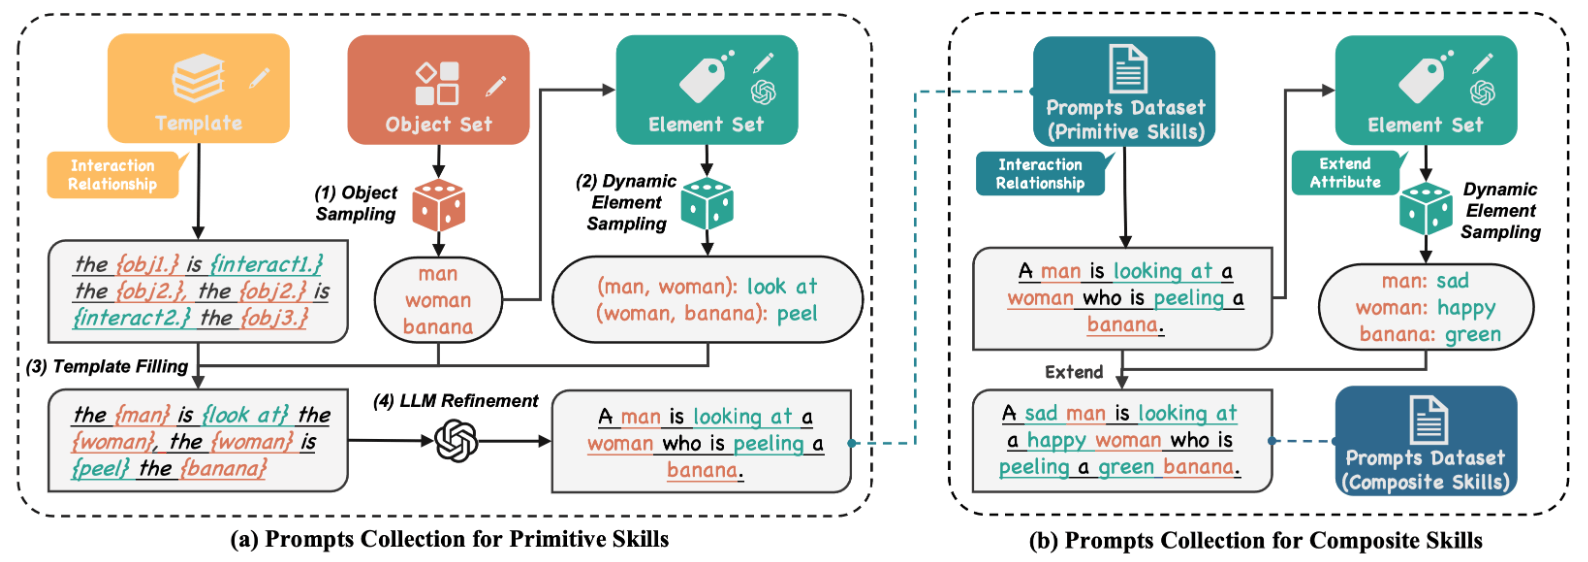 Template
Interaction
Relationship
the {obj1.} is {interact1.}
the {obj2.}, the {obj2.} is
{interact2.} the {obj3.}
Object Set
(1) Object
Sampling
man
woman
banana
Element Set
(2) Dynamic
Element
Sampling
(man, woman): look at
(woman, banana): peel
(3) Template Filling
the {man} is {look at} the
{woman}, the {woman} is
{peel} the {banana}
(4) LLM Refinement
A man is looking at a
woman who is peeling a
banana.
(a) Prompts Collection for Primitive Skills
Prompts Dataset
(Primitive Skills)
Interaction
Relationship
A man is looking at a
woman who is peeling a
banana.
Element Set
Extend
Attribute
Dynamic
Element
Sampling
man: sad
woman: happy
banana: green
Extend
A sad man is looking at
a happy woman who is
peeling a green banana.
Prompts Dataset
(Composite Skills)
(b) Prompts Collection for Composite Skills